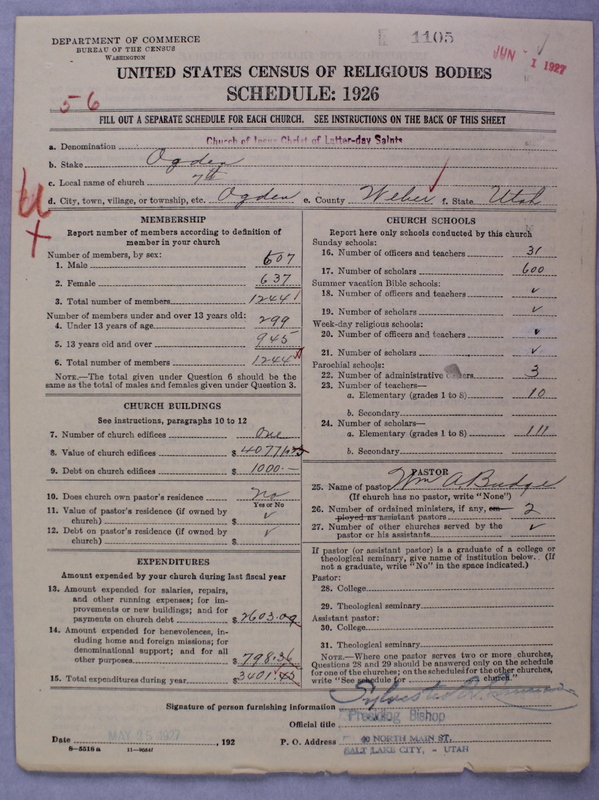 DEPARTMENT OF COMMERCE
BUREAU OF THE CENSUS
WASHINGTON
1105
JUN - 1 1927
UNITED STATES CENSUS OF RELIGIOUS BODIES
SCHEDULE: 1926
56
FILL OUT A SEPARATE SCHEDULE FOR EACH CHURCH. SEE INSTRUCTIONS ON THE BACK OF THIS SHEET
a. Denomination Church of Jesus Christ of Latter-day Saints
b. Stake Ogden
c. Local name of church 7th
d. City, town, village, or township, etc. Ogden e. County Weber f. State Utah
MEMBERSHIP
Report number of members according to definition of member in your church
Number of members, by sex:
1. Male 607
2. Female 637
3. Total number of members 1244
Number of members under and over 13 years old:
4. Under 13 years of age 299
5. 13 years old and over 945
6. Total number of members 1244
NOTE.—The total given under Question 6 should be the
same as the total of males and females given under Question 3.
CHURCH BUILDINGS
See instructions, paragraphs 10 to 12
7. Number of church edifices One
8. Value of church edifices $
9. Debt on church edifices $ 1000.—
10. Does church own pastor's residence No
Yes or No
11. Value of pastor's residence (if owned by
church) $ v
12. Debt on pastor's residence (if owned by
church) $ v
EXPENDITURES
Amount expended by your church during last fiscal year
13. Amount expended for salaries, repairs,
and other running expenses; for im-
provements or new buildings; and for
payments on church debt $ 2603.09
14. Amount expended for benevolences, in-
cluding home and foreign missions; for
denominational support; and for all
other purposes $ 798.36
15. Total expenditures during year $ 3401.45
CHURCH SCHOOLS
Report here only schools conducted by this church
Sunday schools:
16. Number of officers and teachers 31
17. Number of scholars 600
Summer vacation Bible schools:
18. Number of officers and teachers v
19. Number of scholars v
Week-day religious schools:
20. Number of officers and teachers v
21. Number of scholars v
Parochial schools:
22. Number of administrative officers 3
23. Number of teachers—
a. Elementary (grades 1 to 8) 10
b. Secondary
24. Number of scholars—
a. Elementary (grades 1 to 8) 111
b. Secondary
PASTOR
25. Name of pastor Wm A. Budge
(If church has no pastor, write "None")
26. Number of ordained ministers, if any, em-
ployed as assistant pastors 2
27. Number of other churches served by the
pastor or his assistants v
If pastor (or assistant pastor) is a graduate of a college or
theological seminary, give name of institution below. (If
not a graduate, write "No" in the space indicated.)
Pastor:
28. College
29. Theological seminary
Assistant pastor:
30. College
31. Theological seminary
NOTE.—Where one pastor serves two or more churches,
Questions 28 and 29 should be answered only on the schedule
for one of the churches; on the schedules for the other churches,
write "See schedule for church."
Signature of person furnishing information Sylvester Q. Cannon
Official title Presiding Bishop
Date MAY 25 1927, 192 P. O. Address 40 NORTH MAIN ST.
SALT LAKE CITY, - UTAH
8—5518a